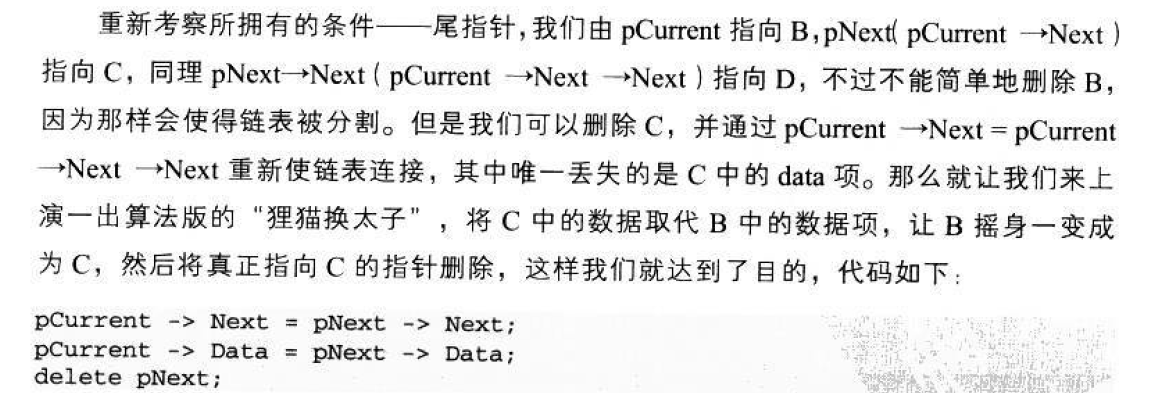 重新考察所拥有的条件——尾指针,我们由 pCurrent 指向 B,pNext( pCurrent →Next )
指向 C，同理 pNext→Next ( pCurrent →Next →Next ) 指向 D，不过不能简单地删除 B，
因为那样会使得链表被分割。但是我们可以删除 C，并通过 pCurrent →Next = pCurrent
→Next →Next 重新使链表连接，其中唯一丢失的是 C 中的 data 项。那么就让我们来上
演一出算法版的“狸猫换太子”，将 C 中的数据取代 B 中的数据项，让 B 摇身一变成
为 C，然后将真正指向 C 的指针删除，这样我们就达到了目的，代码如下：
pCurrent -> Next = pNext -> Next;
pCurrent -> Data = pNext -> Data;
delete pNext;